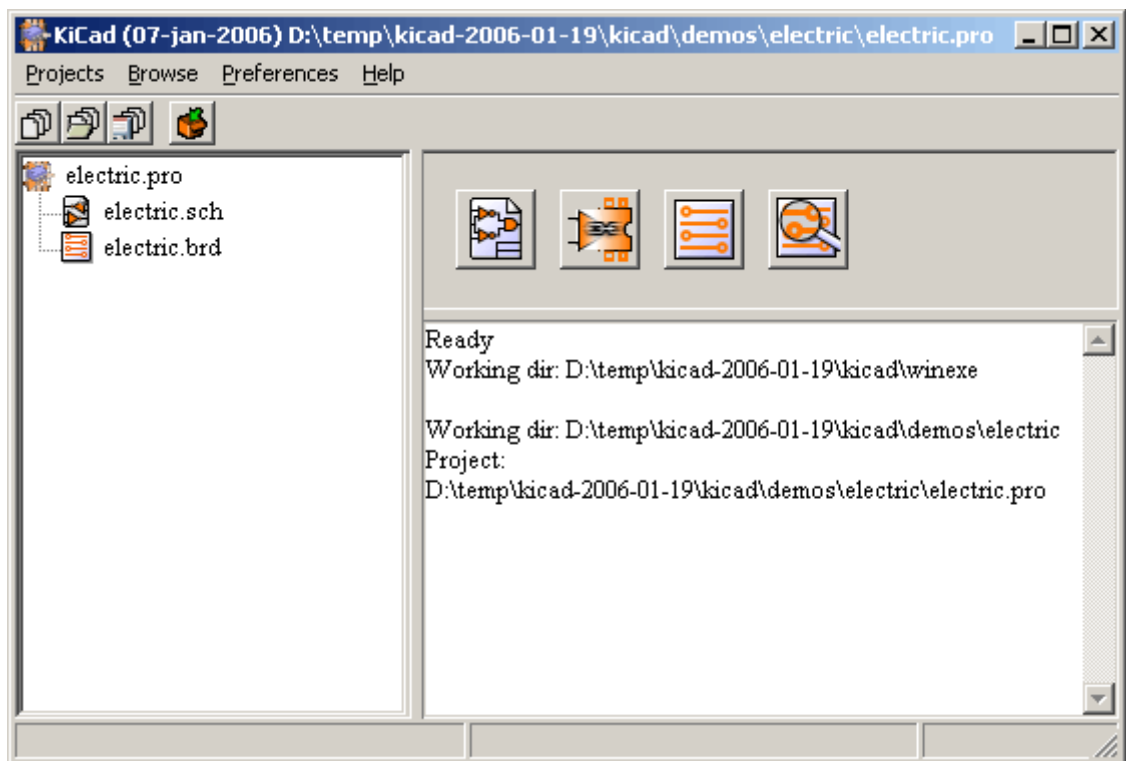 KiCad (07-jan-2006) D:\temp\kicad-2006-01-19\kicad\demos\electric\electric.pro
Projects Browse Preferences Help
electric.pro
electric.sch
electric.brd
Ready
Working dir: D:\temp\kicad-2006-01-19\kicad\winexe
Working dir: D:\temp\kicad-2006-01-19\kicad\demos\electric
Project:
D:\temp\kicad-2006-01-19\kicad\demos\electric\electric.pro